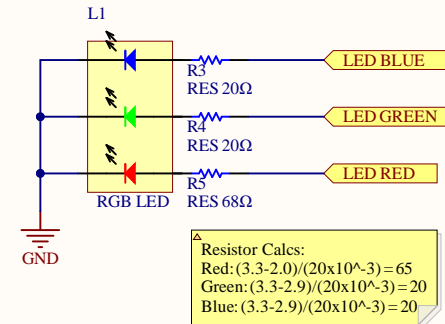 L1
LED BLUE
R3
RES 20Ω
LED GREEN
R4
RES 20Ω
LED RED
R5
RES 68Ω
RGB LED
GND
Resistor Calcs:
Red: (3.3-2.0)/(20x10^-3) = 65
Green: (3.3-2.9)/(20x10^-3) = 20
Blue: (3.3-2.9)/(20x10^-3) = 20